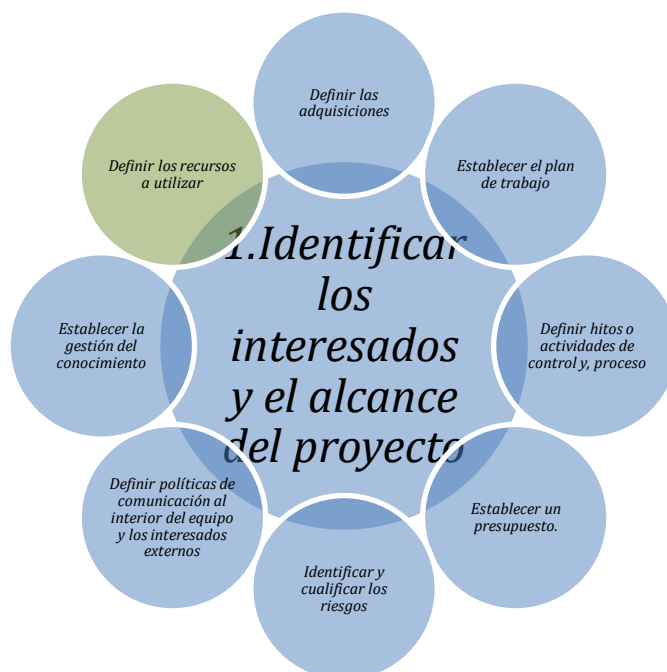 Definir las
adquisiciones
Establecer el plan
de trabajo
Definir hitos o
actividades de
control y, proceso
Establecer un
presupuesto.
Identificar y
cualificar los
riesgos
Definir políticas de
comunicación al
interior del equipo
y los interesados
externos
Establecer la
gestión del
conocimiento
Definir los recursos
a utilizar
1.Identificar
los
interesados
y el alcance
del proyecto